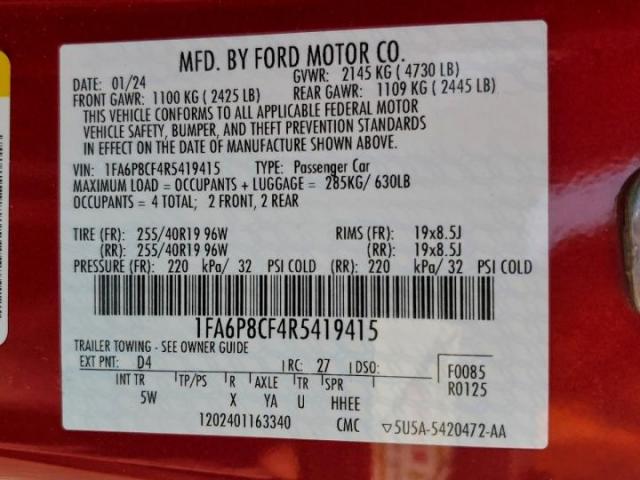 MFD. BY FORD MOTOR CO.
DATE: 01/24 GVWR: 2145 KG ( 4730 LB)
FRONT GAWR: 1100 KG ( 2425 LB) REAR GAWR: 1109 KG ( 2445 LB)
THIS VEHICLE CONFORMS TO ALL APPLICABLE FEDERAL MOTOR
VEHICLE SAFETY, BUMPER, AND THEFT PREVENTION STANDARDS
IN EFFECT ON THE DATE OF MANUFACTURE SHOWN ABOVE.
VIN: 1FA6P8CF4R5419415 TYPE: Passenger Car
MAXIMUM LOAD = OCCUPANTS + LUGGAGE = 285KG/ 630LB
OCCUPANTS = 4 TOTAL; 2 FRONT, 2 REAR
TIRE (FR): 255/40R19 96W RIMS (FR): 19x8.5J
(RR): 255/40R19 96W (RR): 19x8.5J
PRESSURE (FR): 220 kPa/ 32 PSI COLD (RR): 220 kPa/ 32 PSI COLD
1FA6P8CF4R5419415
TRAILER TOWING - SEE OWNER GUIDE
EXT PNT: D4 RC: 27 DSO: F0085
INT TR TP/PS R AXLE TR SPR R0125
5W X YA U HHEE
1202401163340 CMC ▽5U5A-5420472-AA